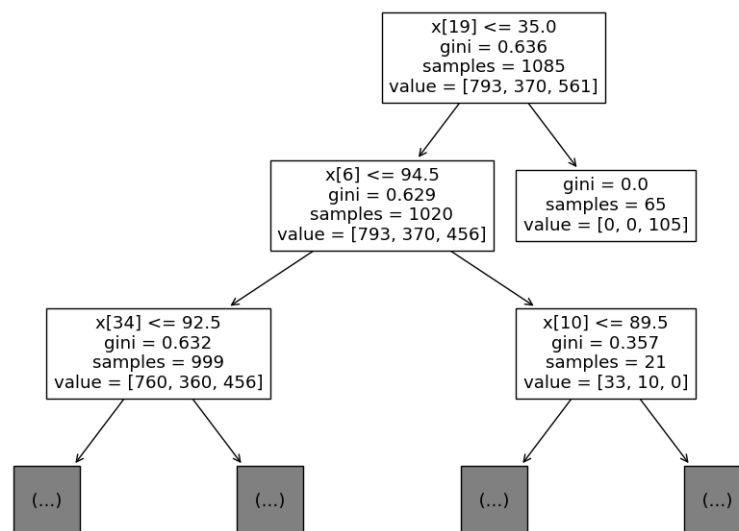 x[19] <= 35.0
gini = 0.636
samples = 1085
value = [793, 370, 561]
x[6] <= 94.5
gini = 0.629
samples = 1020
value = [793, 370, 456]
gini = 0.0
samples = 65
value = [0, 0, 105]
x[34] <= 92.5
gini = 0.632
samples = 999
value = [760, 360, 456]
x[10] <= 89.5
gini = 0.357
samples = 21
value = [33, 10, 0]
(...)
(...)
(...)
(...)